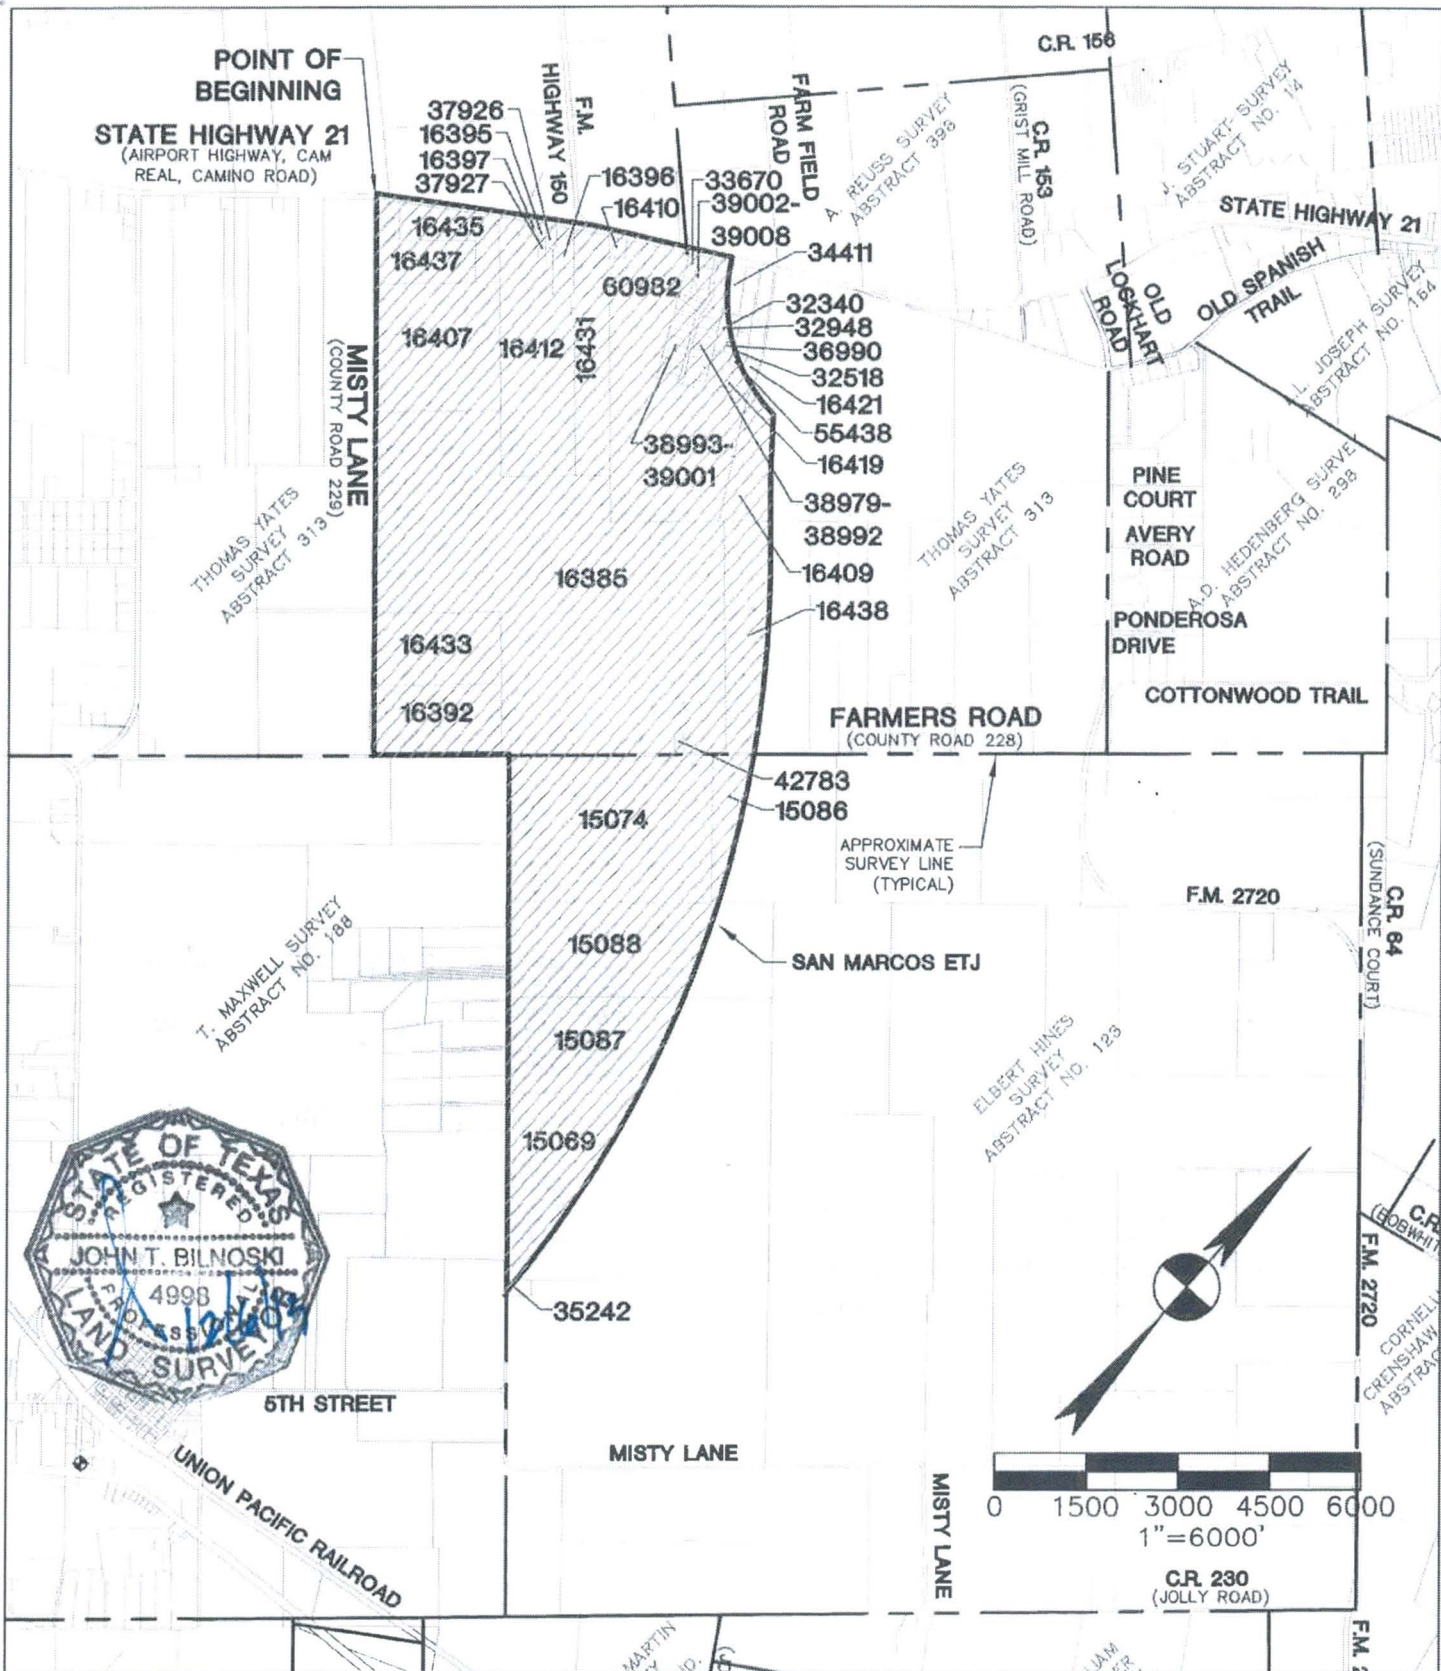 POINT OF
BEGINNING
STATE HIGHWAY 21
(AIRPORT HIGHWAY, CAM
REAL, CAMINO ROAD)
37926
16395
16397
37927
F.M.
HIGHWAY 150
16396
16410
33670
39002-
39008
FARM FIELD
ROAD
C.R. 156
A. REUSS SURVEY
ABSTRACT 398
C.R. 153
(GRIST MILL ROAD)
J. STUART SURVEY
ABSTRACT NO. 14
STATE HIGHWAY 21
OLD SPANISH
TRAIL
OLD
LOCKHART
ROAD
L. JOSEPH SURVEY
ABSTRACT NO. 164
16435
16437
60982
34411
32340
32948
36990
32518
16421
55438
16419
38979-
38992
16409
16438
16407
16412
16431
38993-
39001
MISTY LANE
(COUNTY ROAD 229)
THOMAS YATES
SURVEY
ABSTRACT 313
THOMAS YATES
SURVEY
ABSTRACT 313
PINE
COURT
AVERY
ROAD
A.D. HEDENBERG SURVE
ABSTRACT NO. 298
PONDEROSA
DRIVE
COTTONWOOD TRAIL
16385
16433
16392
FARMERS ROAD
(COUNTY ROAD 228)
42783
15086
15074
APPROXIMATE
SURVEY LINE
(TYPICAL)
F.M. 2720
C.R. 64
(SUNDANCE COURT)
T. MAXWELL SURVEY
ABSTRACT NO. 188
15088
SAN MARCOS ETJ
15087
ELBERT HINES
SURVEY
ABSTRACT NO. 123
15069
STATE OF TEXAS
REGISTERED
JOHN T. BILNOSKI
4998
PROFESSIONAL
LAND SURVEYOR
35242
C.R.
(BOBWHIT
F.M. 2720
CORNELI
CRENSHAW
ABSTRAC
5TH STREET
UNION PACIFIC RAILROAD
MISTY LANE
MISTY LANE
0 1500 3000 4500 6000
1"=6000'
C.R. 230
(JOLLY ROAD)
F.M. 2
MARTIN